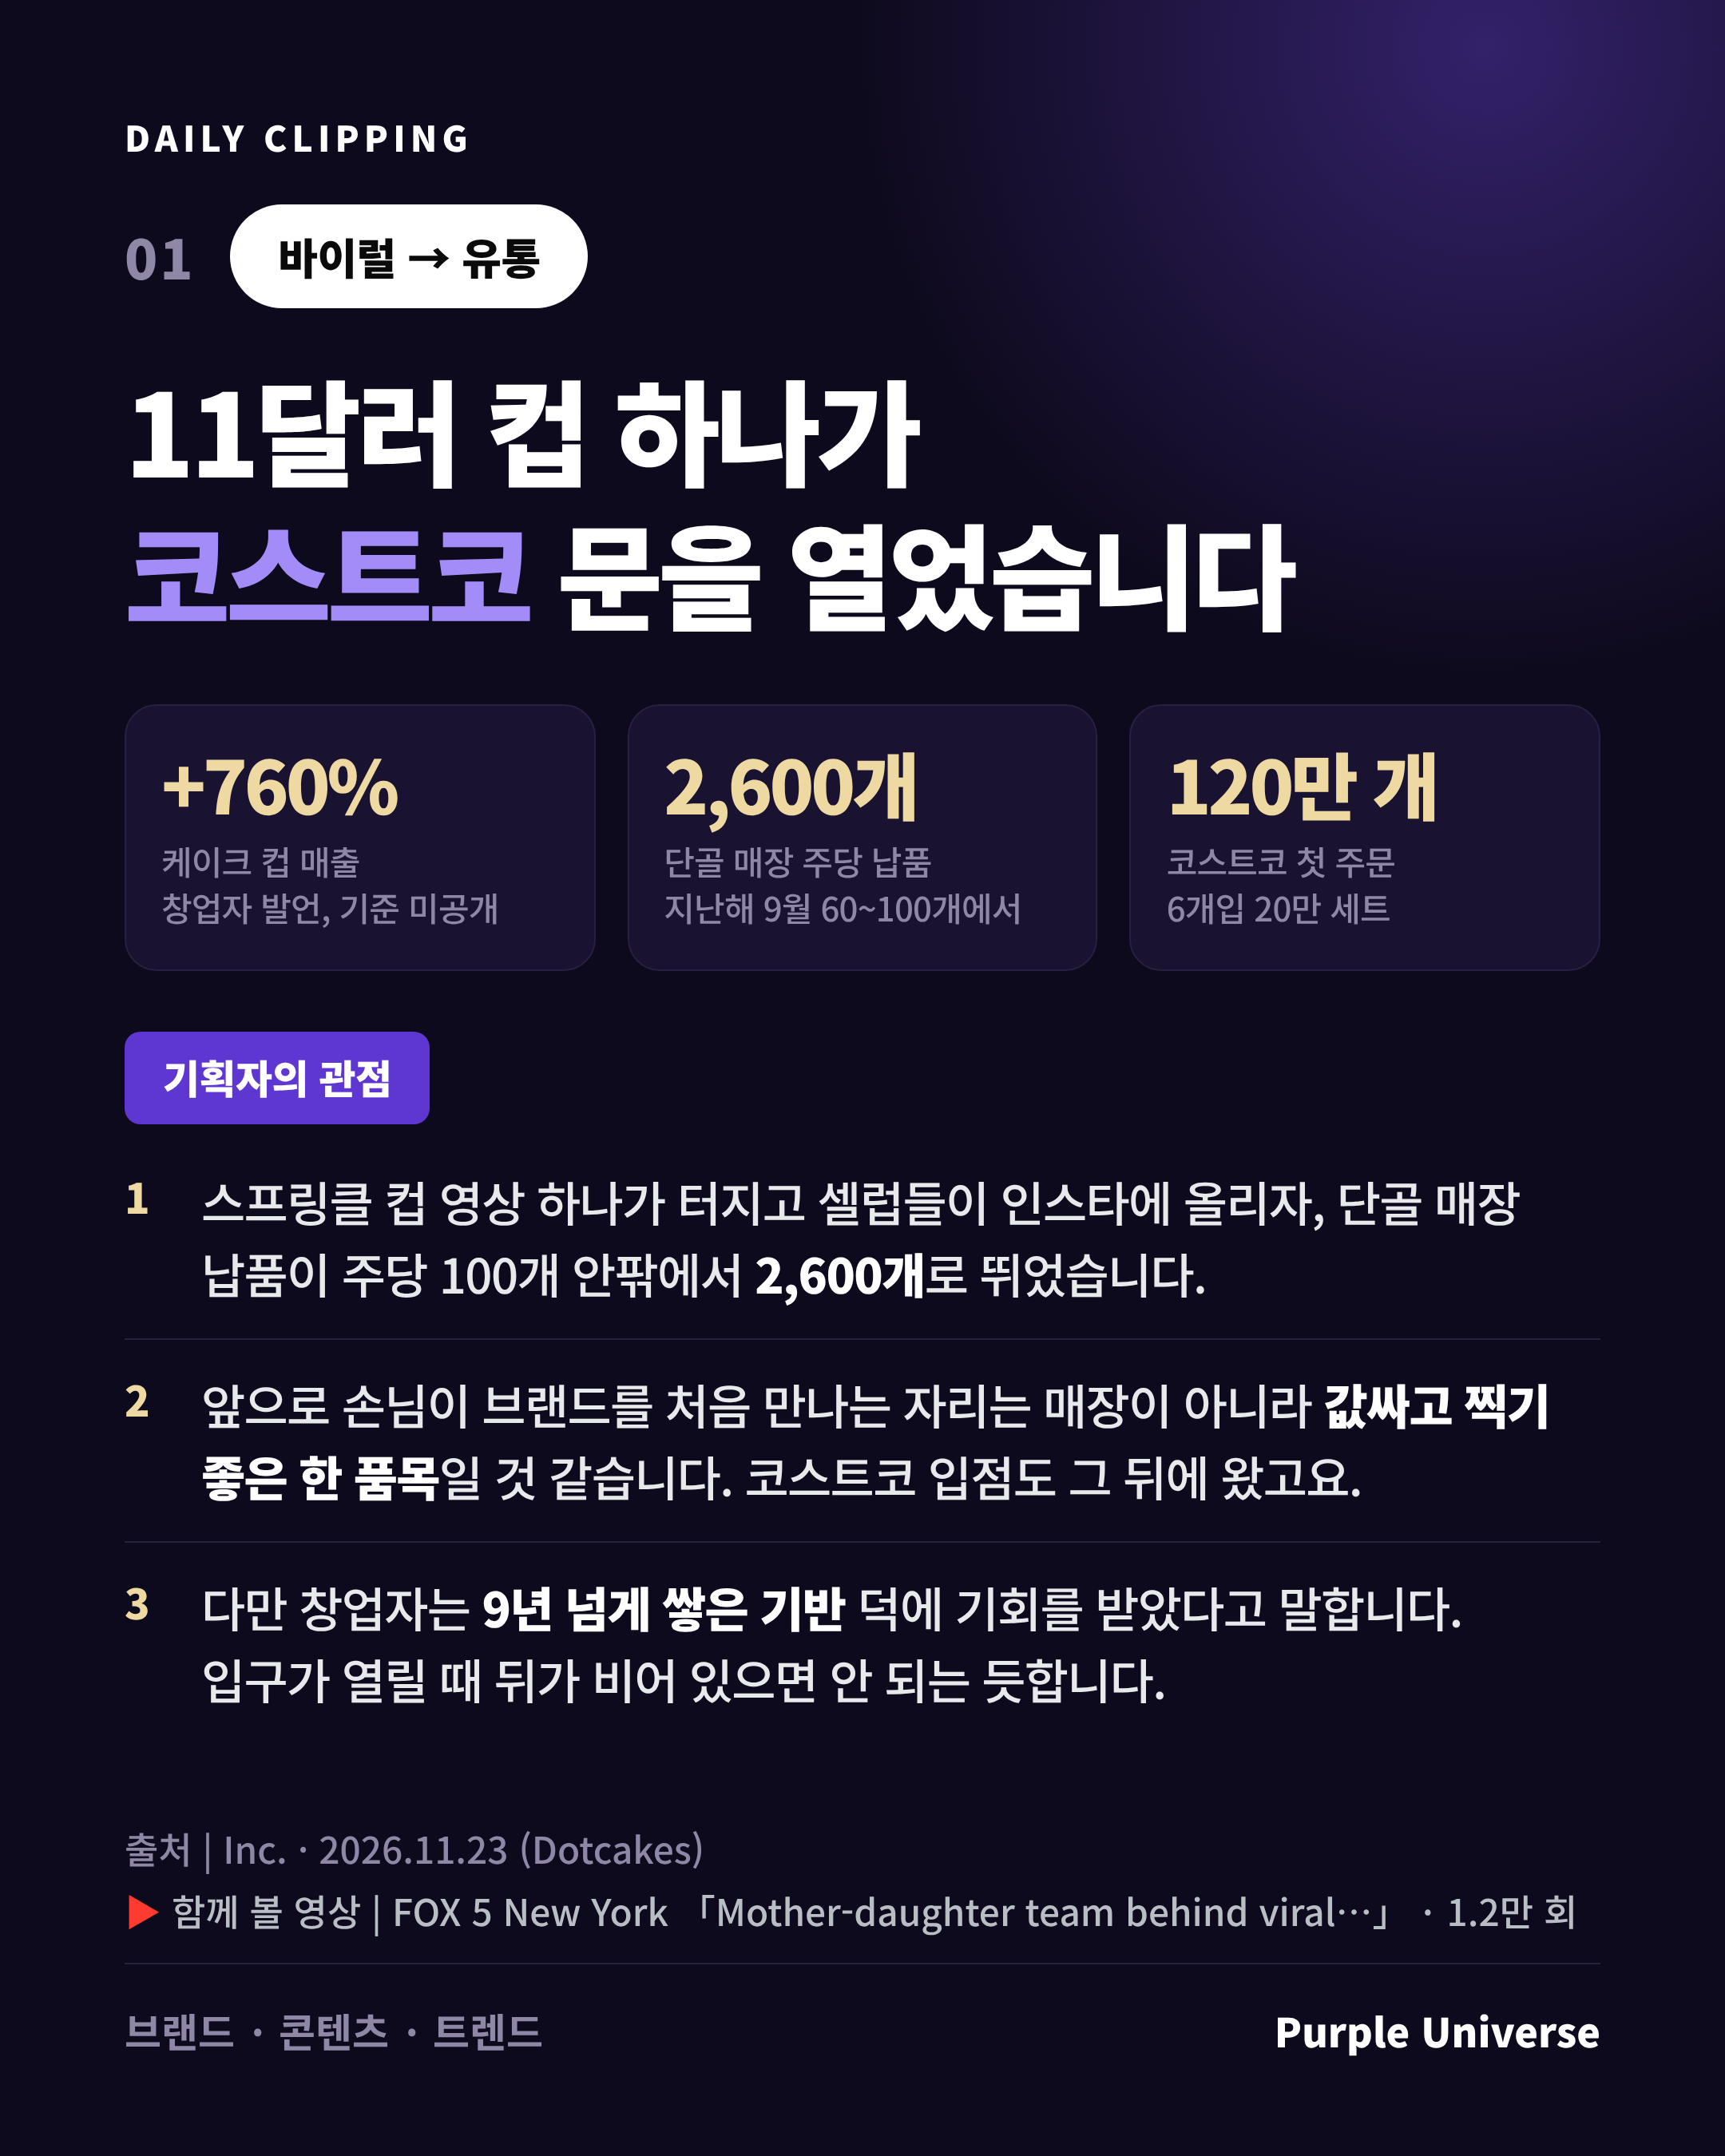 DAILY CLIPPING
01 바이럴 → 유통
11달러 컵 하나가
코스트코 문을 열었습니다
+760%
케이크 컵 매출
창업자 발언, 기준 미공개
2,600개
단골 매장 주당 납품
지난해 9월 60~100개에서
120만 개
코스트코 첫 주문
6개입 20만 세트
기획자의 관점
1 스프링클 컵 영상 하나가 터지고 셀럽들이 인스타에 올리자, 단골 매장
납품이 주당 100개 안팎에서 2,600개로 뛰었습니다.
2 앞으로 손님이 브랜드를 처음 만나는 자리는 매장이 아니라 값싸고 찍기
좋은 한 품목일 것 같습니다. 코스트코 입점도 그 뒤에 왔고요.
3 다만 창업자는 9년 넘게 쌓은 기반 덕에 기회를 받았다고 말합니다.
입구가 열릴 때 뒤가 비어 있으면 안 되는 듯합니다.
출처 | Inc. · 2026.11.23 (Dotcakes)
▶ 함께 볼 영상 | FOX 5 New York 「Mother-daughter team behind viral…」 · 1.2만 회
브랜드 · 콘텐츠 · 트렌드
Purple Universe